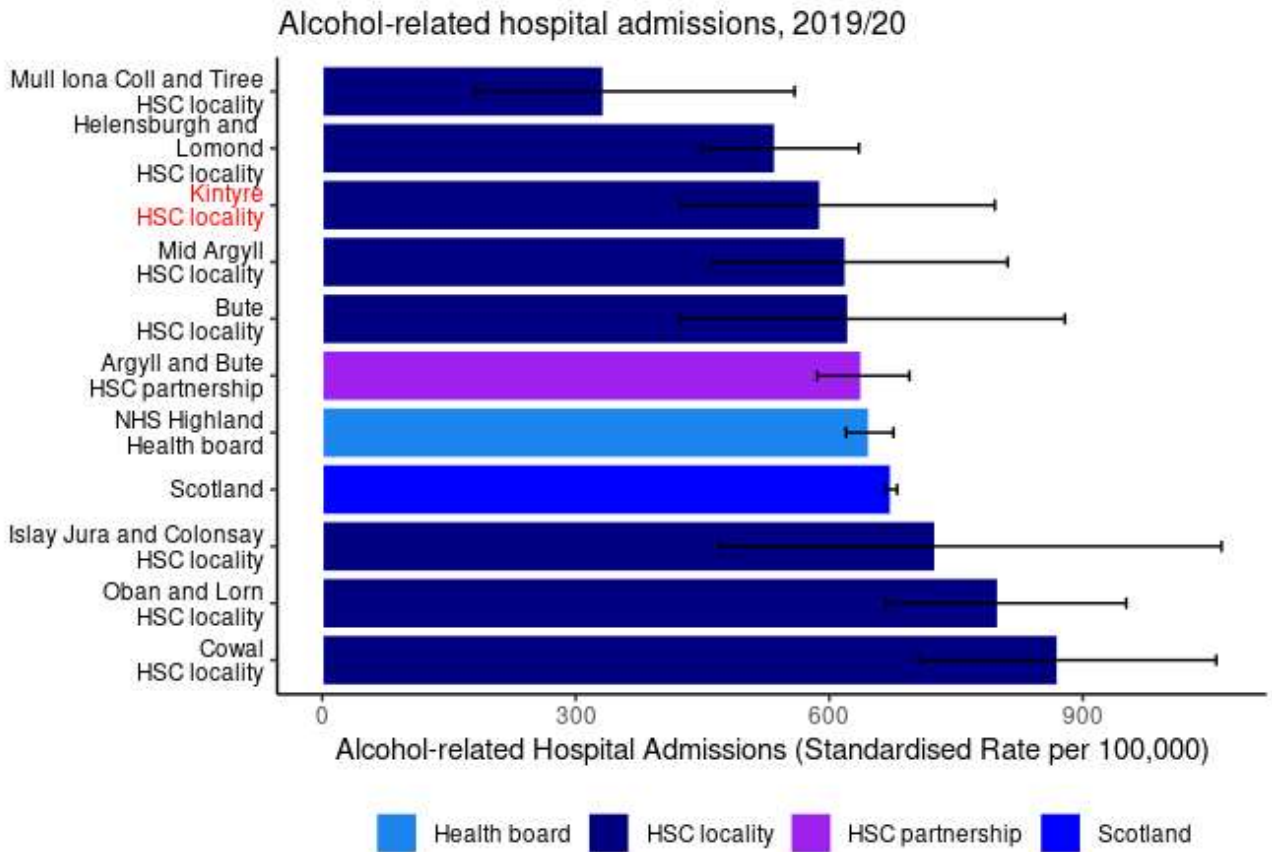 Alcohol-related hospital admissions, 2019/20
Mull Iona Coll and Tiree
HSC locality
Helensburgh and
Lomond
HSC locality
Kintyre
HSC locality
Mid Argyll
HSC locality
Bute
HSC locality
Argyll and Bute
HSC partnership
NHS Highland
Health board
Scotland
Islay Jura and Colonsay
HSC locality
Oban and Lorn
HSC locality
Cowal
HSC locality
0 300 600 900
Alcohol-related Hospital Admissions (Standardised Rate per 100,000)
Health board HSC locality HSC partnership Scotland